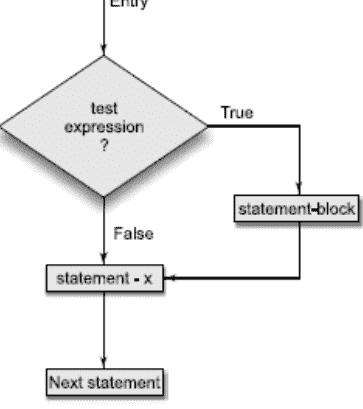 Entry
test
expression
?
True
statement-block
False
statement - x
Next statement